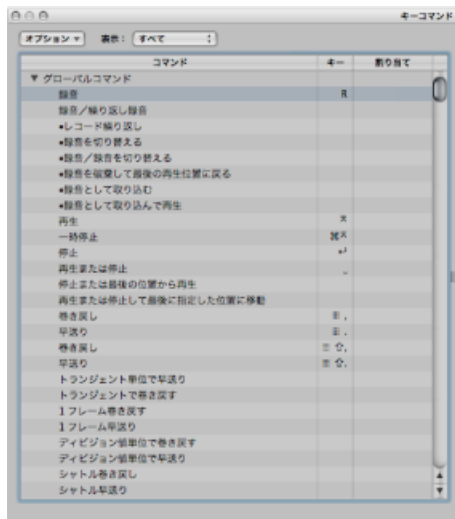 キーコマンド
オプション 表示: すべて
コマンド キー 割り当て
グローバルコマンド
録音 R
録音/繰り返し録音
•レコード繰り返し
•録音を切り替える
•録音/録音を切り替える
•録音を破棄して最後の再生位置に戻る
•録音として取り込む
•録音として取り込んで再生
再生
一時停止
停止 ↵
再生または停止
停止または最後の位置から再生
再生または停止して最後に指定した位置に移動
巻き戻し
早送り
巻き戻し
早送り
トランジェント単位で早送り
トランジェントで巻き戻す
1フレーム巻き戻す
1フレーム早送り
ディビジョン値単位で巻き戻す
ディビジョン値単位で早送り
シャトル巻き戻し
シャトル早送り